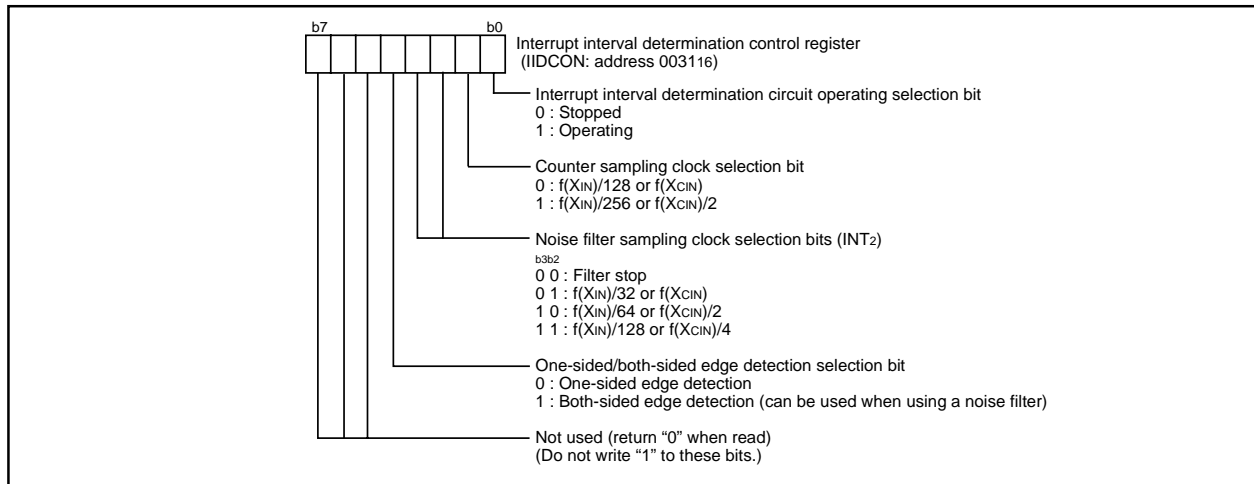 b7 b0
Interrupt interval determination control register
(IIDCON: address 003116)
Interrupt interval determination circuit operating selection bit
0 : Stopped
1 : Operating
Counter sampling clock selection bit
0 : f(XIN)/128 or f(XCIN)
1 : f(XIN)/256 or f(XCIN)/2
Noise filter sampling clock selection bits (INT2)
b3b2
0 0 : Filter stop
0 1 : f(XIN)/32 or f(XCIN)
1 0 : f(XIN)/64 or f(XCIN)/2
1 1 : f(XIN)/128 or f(XCIN)/4
One-sided/both-sided edge detection selection bit
0 : One-sided edge detection
1 : Both-sided edge detection (can be used when using a noise filter)
Not used (return “0” when read)
(Do not write “1” to these bits.)